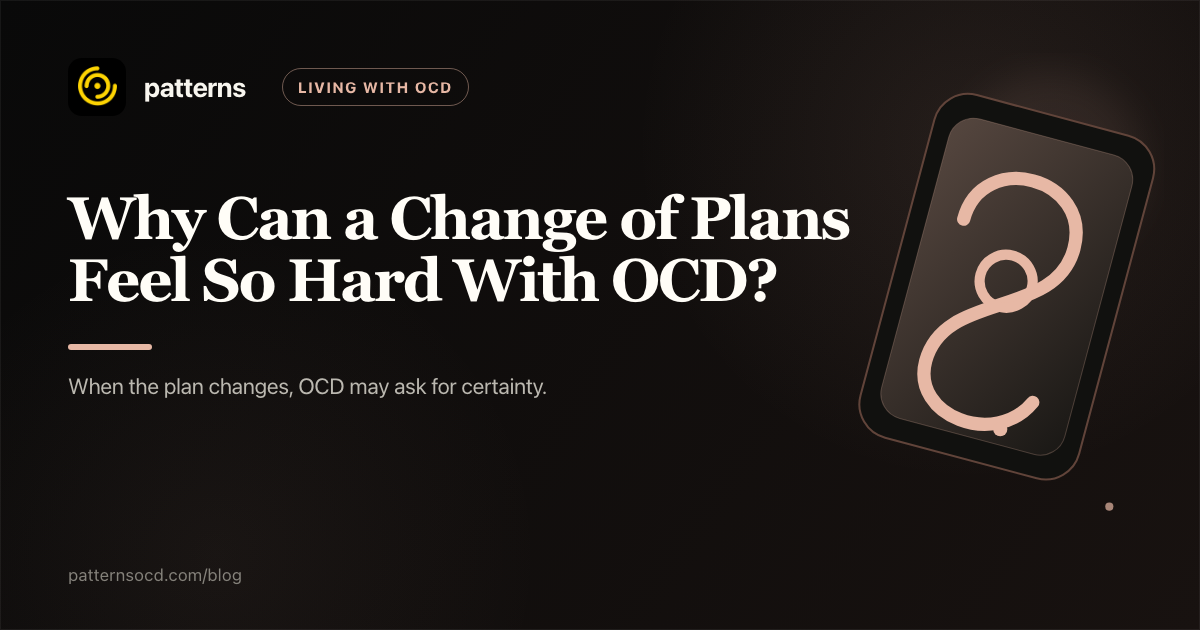 patterns
LIVING WITH OCD
Why Can a Change of Plans
Feel So Hard With OCD?
When the plan changes, OCD may ask for certainty.
patternsocd.com/blog